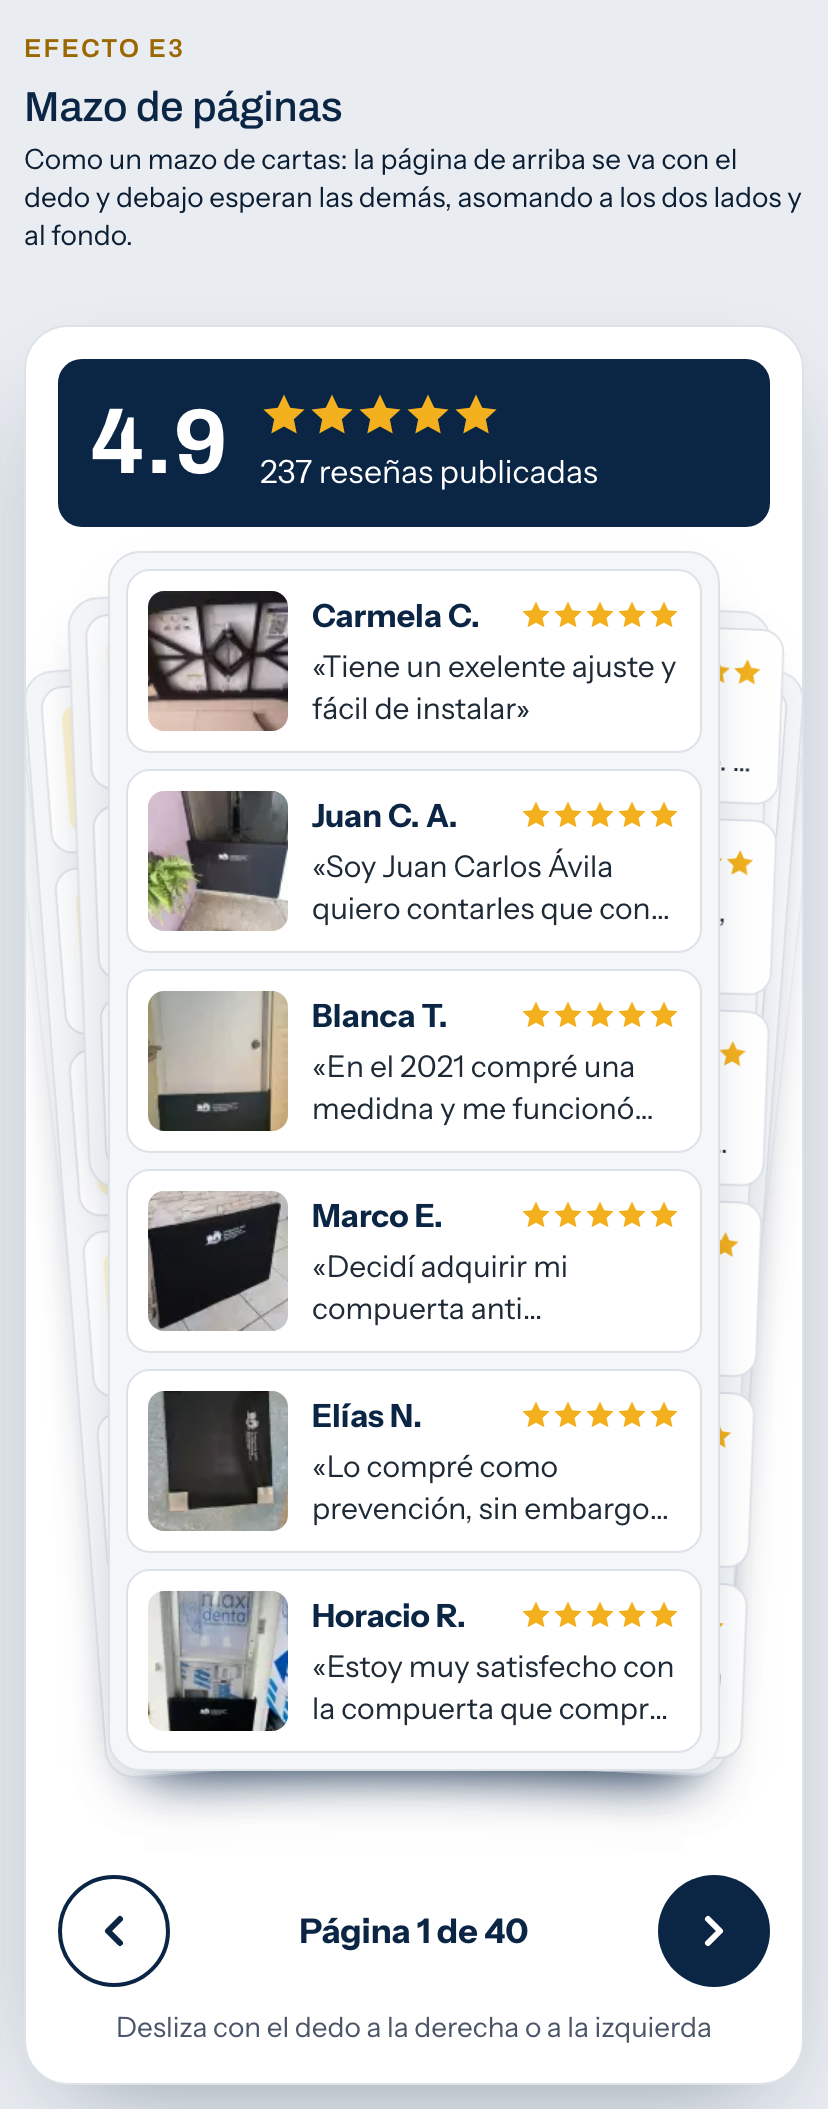 EFECTO E3
Mazo de páginas
Como un mazo de cartas: la página de arriba se va con el
dedo y debajo esperan las demás, asomando a los dos lados y
al fondo.
4.9
237 reseñas publicadas
Carmela C.
«Tiene un exelente ajuste y
fácil de instalar»
Juan C. A.
«Soy Juan Carlos Ávila
quiero contarles que con...
Blanca T.
«En el 2021 compré una
medidna y me funcionó...
Marco E.
«Decidí adquirir mi
compuerta anti...
Elías N.
«Lo compré como
prevención, sin embargo...
Horacio R.
«Estoy muy satisfecho con
la compuerta que compr...
maxi
dental
Página 1 de 40
Desliza con el dedo a la derecha o a la izquierda